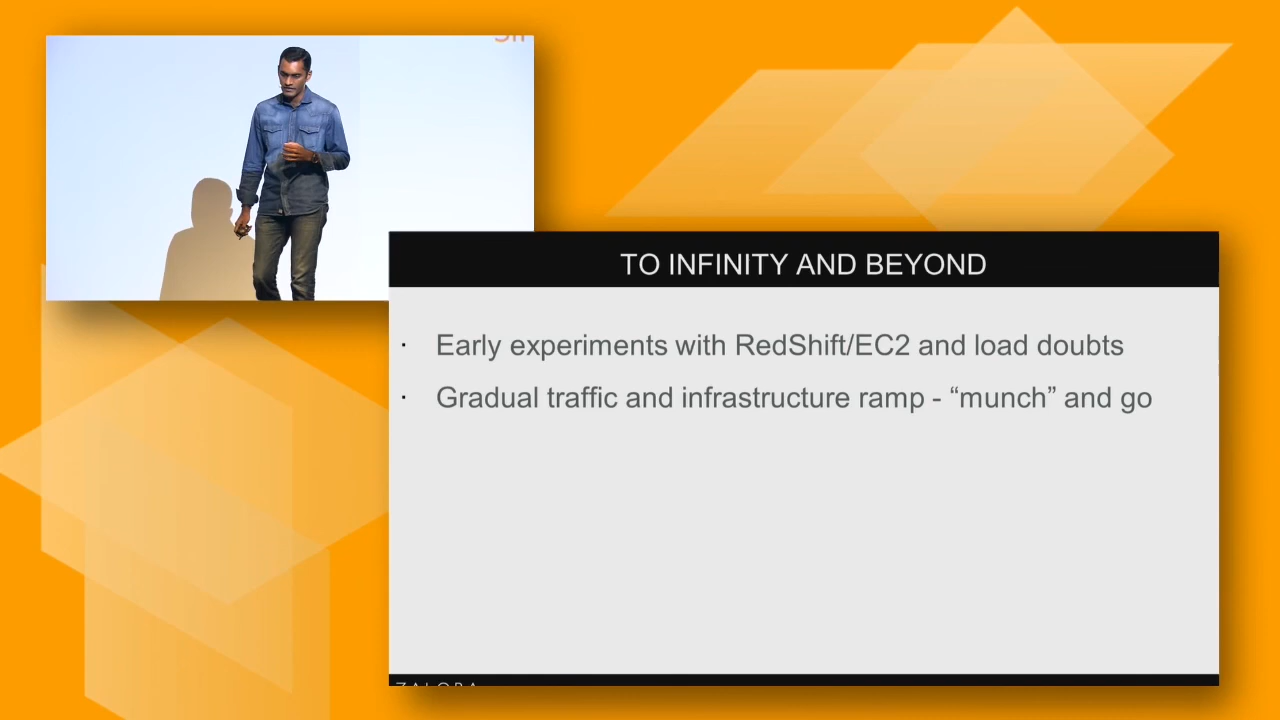 TO INFINITY AND BEYOND
· Early experiments with RedShift/EC2 and load doubts
· Gradual traffic and infrastructure ramp - “munch” and go
ZALORA